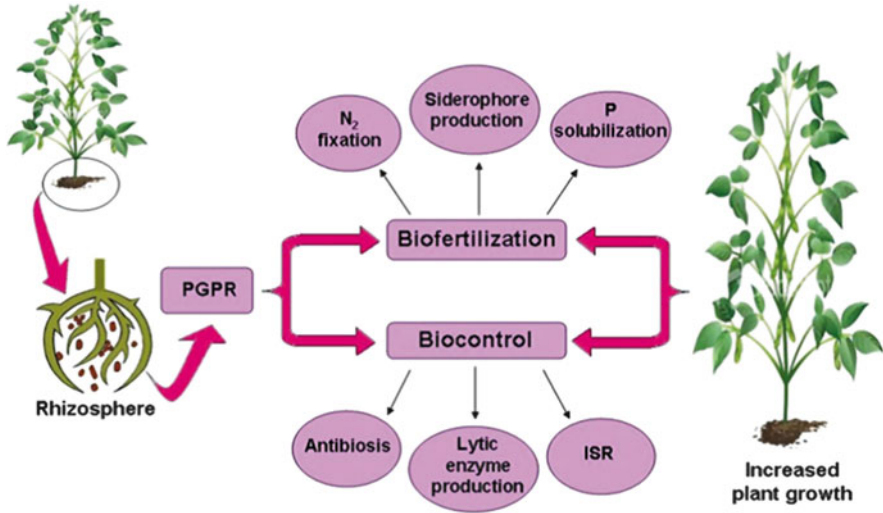 N₂
fixation
Siderophore
production
P
solubilization
Biofertilization
PGPR
Biocontrol
Rhizosphere
Antibiosis
Lytic
enzyme
production
ISR
Increased
plant growth